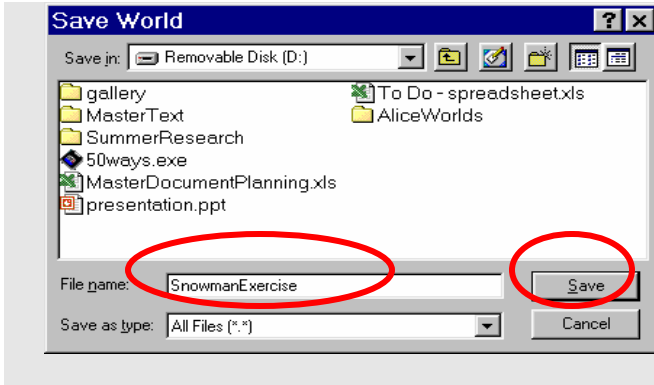 Save World
Save in: Removable Disk (D:)
gallery
MasterText
SummerResearch
50ways.exe
MasterDocumentPlanning.xls
presentation.ppt
To Do - spreadsheet.xls
AliceWorlds
File name: SnowmanExercise Save
Save as type: All Files (*.*) Cancel